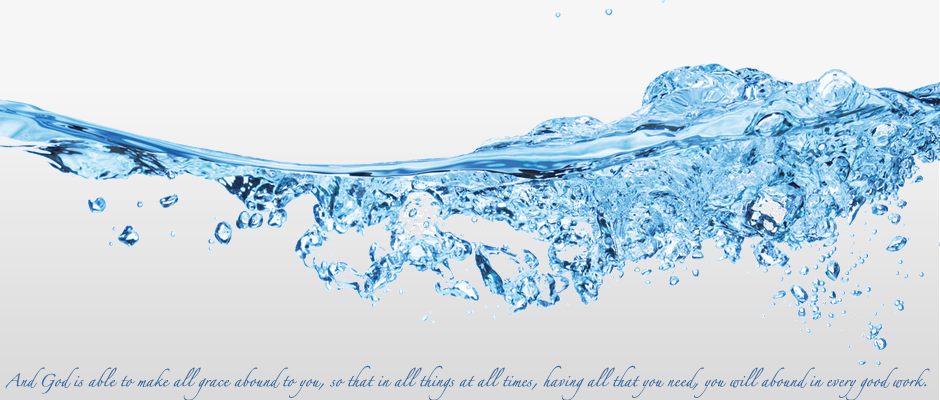 And God is able to make all grace abound to you, so that in all things at all times, having all that you need, you will abound in every good work.